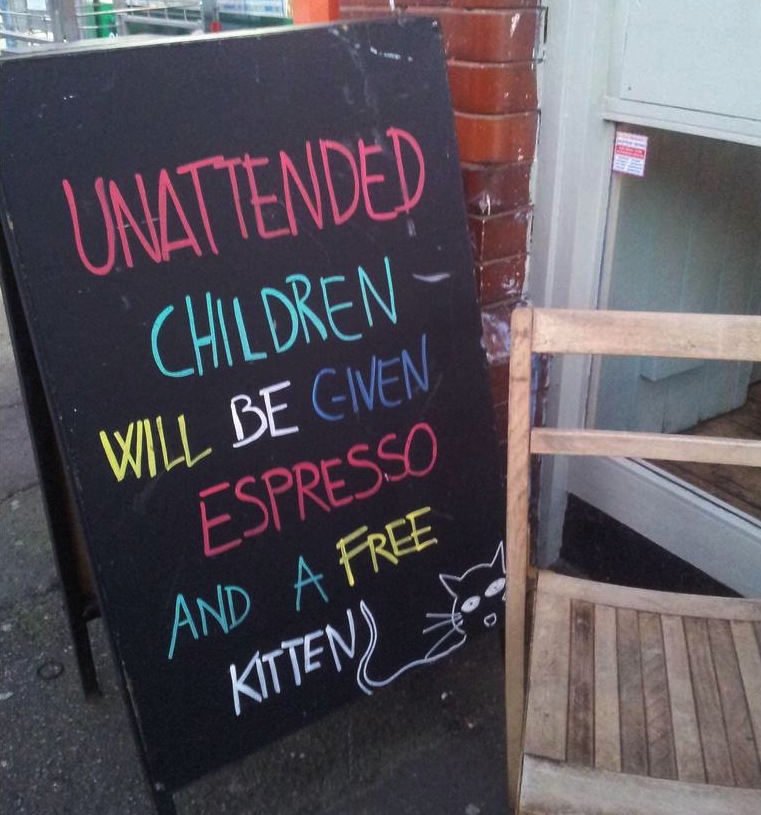 UNATTENDED
CHILDREN
WILL BE GIVEN
ESPRESSO
AND A FREE
KITTEN